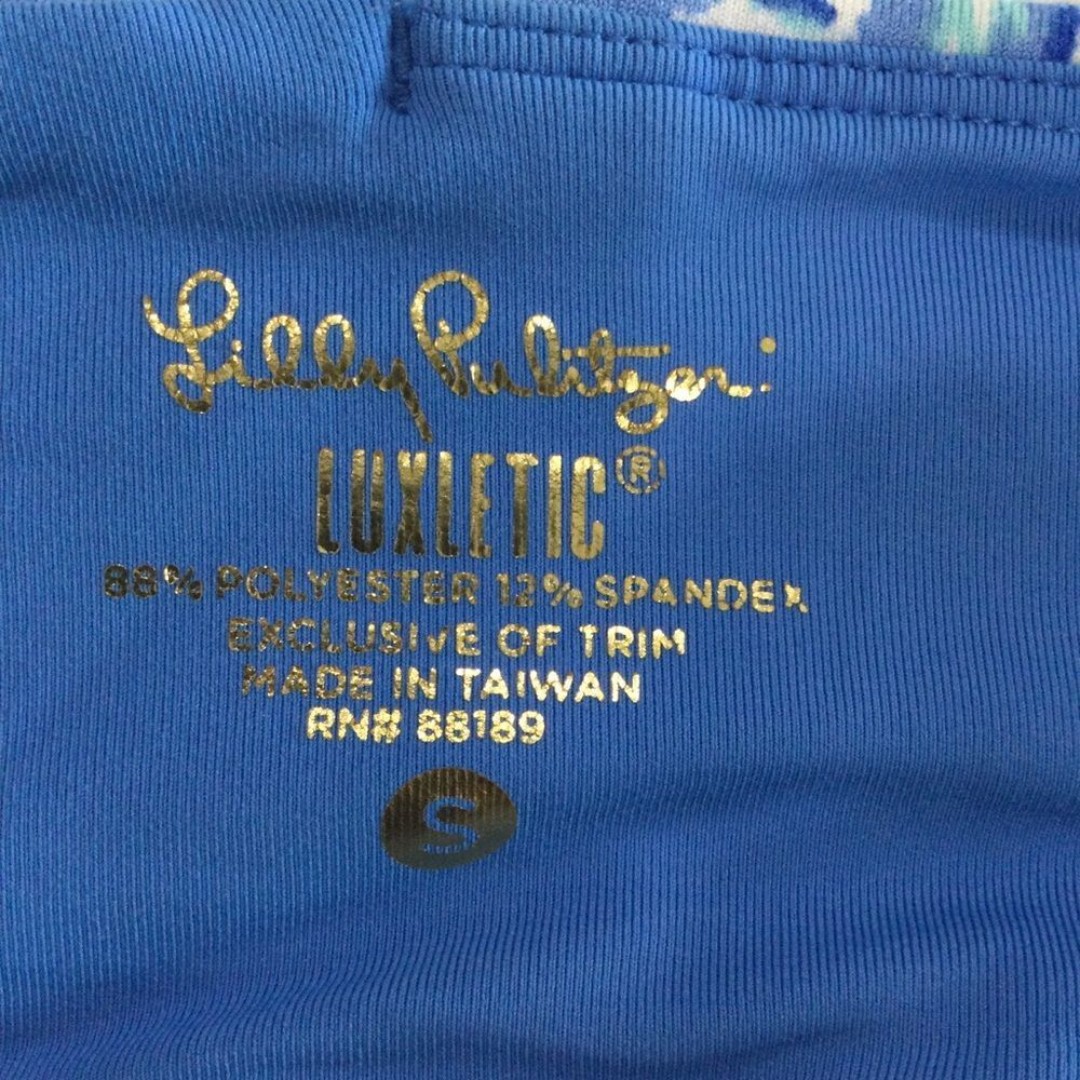 Lilly Pulitzer
LUXLETIC®
88% POLYESTER 12% SPANDEX
EXCLUSIVE OF TRIM
MADE IN TAIWAN
RN# 88189
S